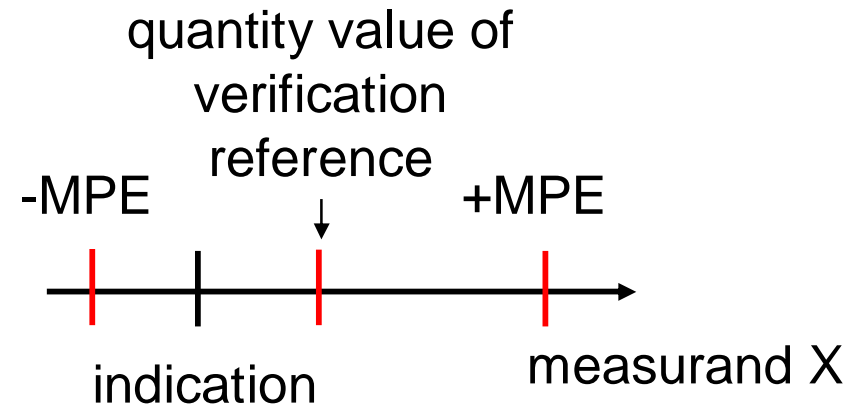 quantity value of
verification
reference
-MPE
+MPE
indication
measurand X